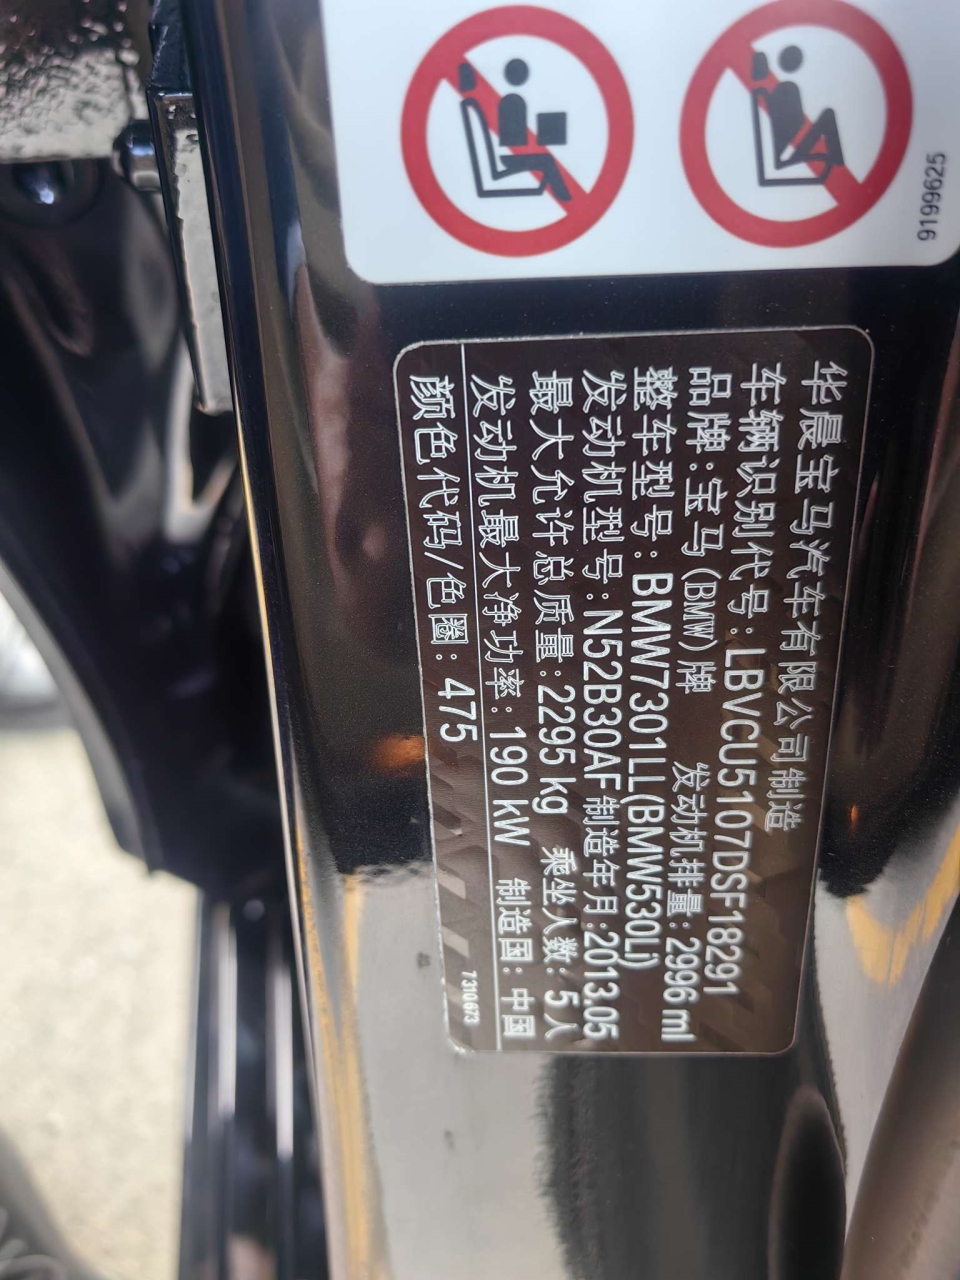 9199625
华晨宝马汽车有限公司制造
车辆识别代号:LBVCU5107DSF18291
品牌:宝马(BMW)牌 发动机排量:2996 ml
整车型号:BMW7301LL(BMW530Li)
发动机型号:N52B30AF 制造年月:2013.05
最大允许总质量:2295 kg 乘坐人数:5人
发动机最大净功率:190 kW 制造国:中国
颜色代码/色圈:475
7310673